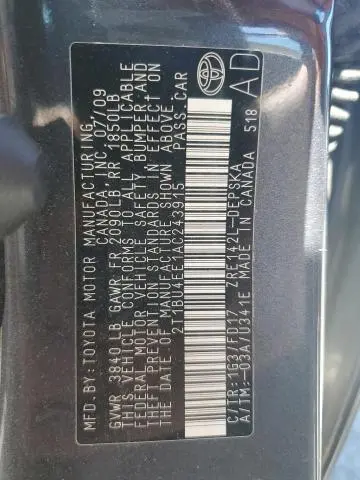 MFD.BY: TOYOTA MOTOR MANUFACTURING
CANADA, INC. 07/09
GVWR 3840LB GAWR FR 2090LB RR 1850LB
THIS VEHICLE CONFORMS TO ALL APPLICABLE
FEDERAL MOTOR VEHICLE SAFETY, BUMPER, AND
THEFT PREVENTION STANDARDS IN EFFECT ON
THE DATE OF MANUFACTURE SHOWN ABOVE.
2T1BU4EE1AC243915 PASS.CAR
C/TR:1G3/FD17 ZRE142L-DEPSKA
A/TM:-03A/U341E MADE IN CANADA 518
AD
TOYOTA